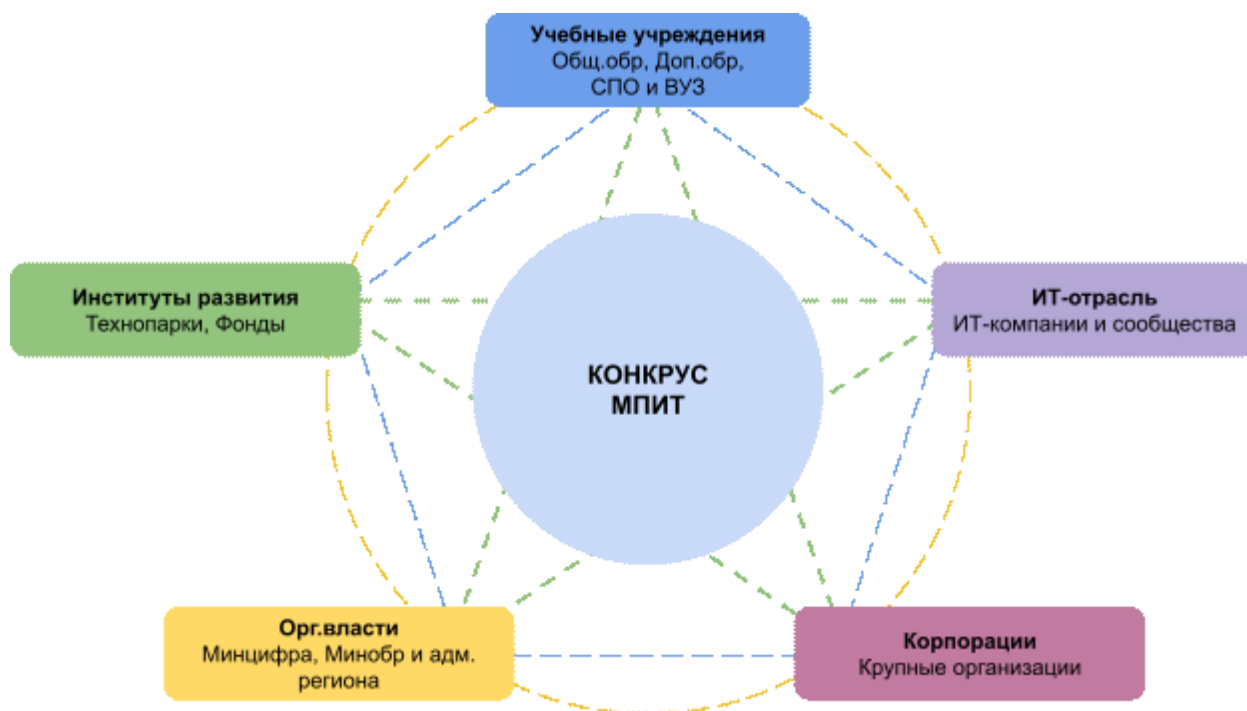 Учебные учреждения
Общ.обр, Доп.обр,
СПО и ВУЗ
Институты развития
Технопарки, Фонды
ИТ-отрасль
ИТ-компании и сообщества
КОНКРУС
МПИТ
Орг.власти
Минцифра, Минобр и адм.
региона
Корпорации
Крупные организации